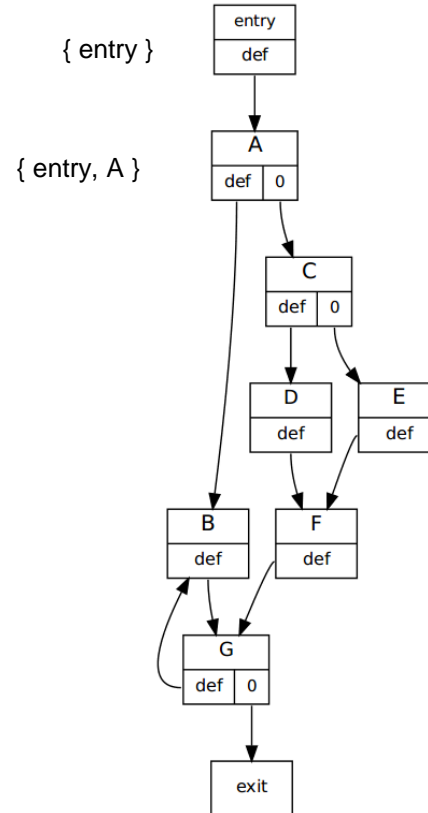 entry
{ entry }
def
A
{ entry, A }
def 0
C
def 0
D E
def def
B F
def def
G
def 0
exit